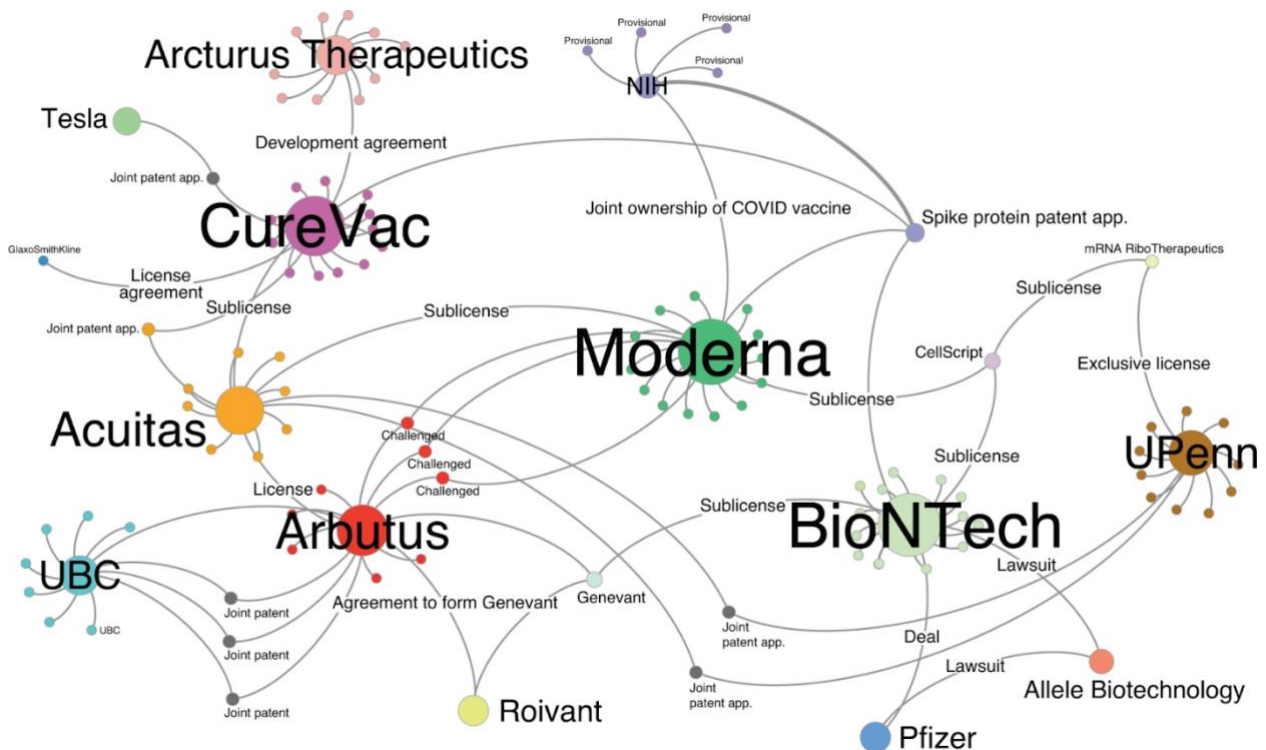 Provisional
Provisional
Provisional
Provisional
Arcturus Therapeutics
NIH
Tesla
Development agreement
Joint patent app.
CureVac
Joint ownership of COVID vaccine
Spike protein patent app.
GlaxoSmithKline
License
agreement
mRNA RiboTherapeutics
Sublicense
Sublicense
Sublicense
Joint patent app.
Moderna
CellScript
Exclusive license
Sublicense
Acuitas
Challenged
Challenged
Challenged
Sublicense
UPenn
License
Sublicense
Arbutus
BioNTech
Lawsuit
UBC
Genevant
Agreement to form Genevant
Joint patent
UBC
Joint
patent app.
Deal
Joint patent
Lawsuit
Joint
patent app.
Allele Biotechnology
Joint patent
Roivant
Pfizer